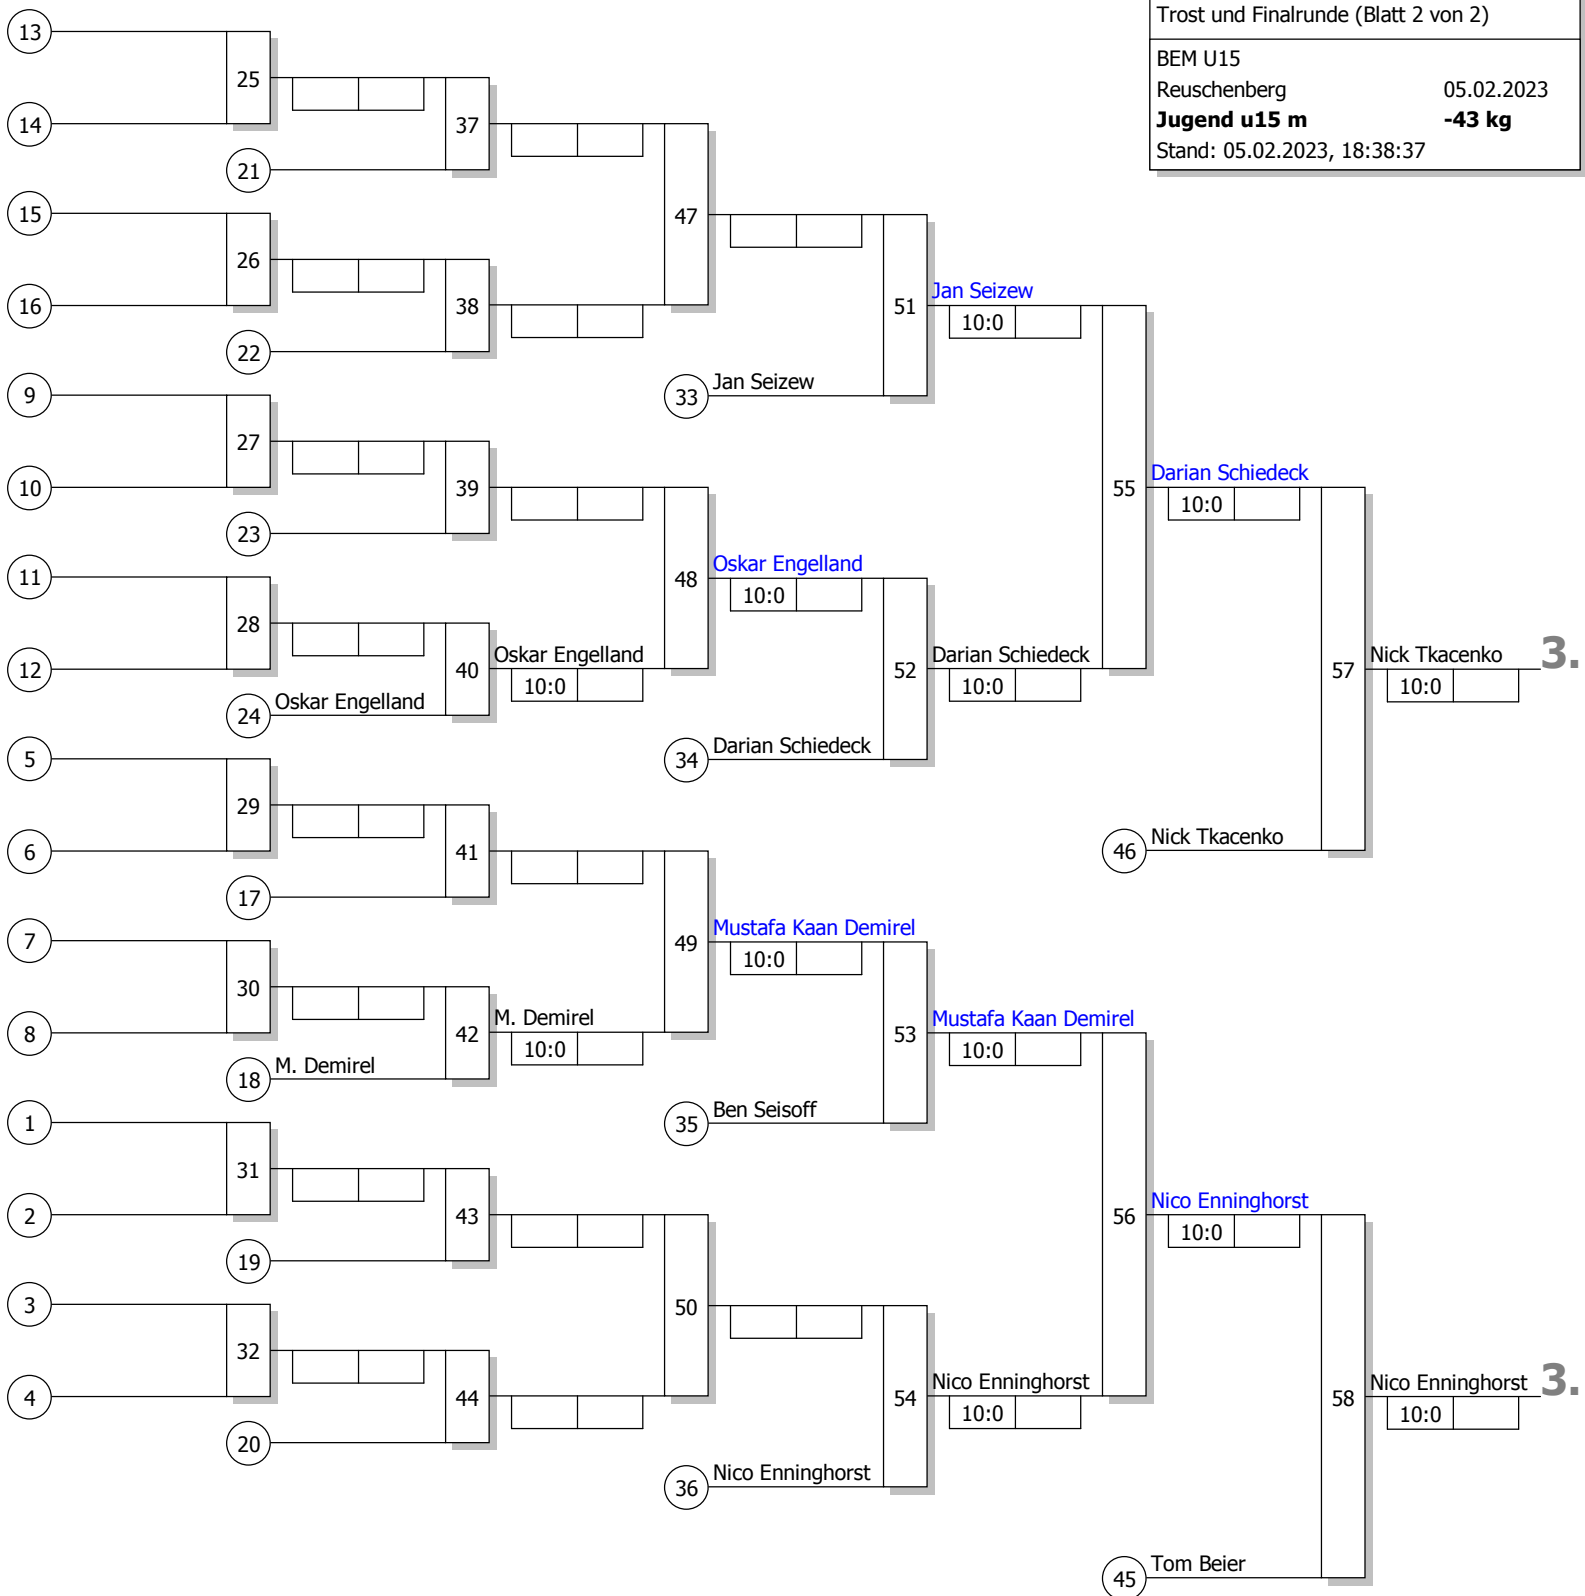 Trost und Finalrunde (Blatt 2 von 2)
BEM U15
Reuschenberg 05.02.2023
Jugend u15 m -43 kg
Stand: 05.02.2023, 18:38:37
13
25
14
37
21
15
47
26
16
38
22
51
Jan Seizew
10:0
33 Jan Seizew
9
27
10
39
23
55
Darian Schiedeck
10:0
11
48
Oskar Engelland
10:0
28
12
40
Oskar Engelland
10:0
24 Oskar Engelland
52
Darian Schiedeck
10:0
34 Darian Schiedeck
57
Nick Tkacenko 3.
10:0
5
29
6
41
17
46 Nick Tkacenko
7
49
Mustafa Kaan Demirel
10:0
30
8
42
M. Demirel
10:0
18 M. Demirel
53
Mustafa Kaan Demirel
10:0
35 Ben Seisoff
1
31
2
43
19
56
Nico Enninghorst
10:0
3
50
32
4
44
20
54
Nico Enninghorst
10:0
36 Nico Enninghorst
58
Nico Enninghorst 3.
10:0
45 Tom Beier